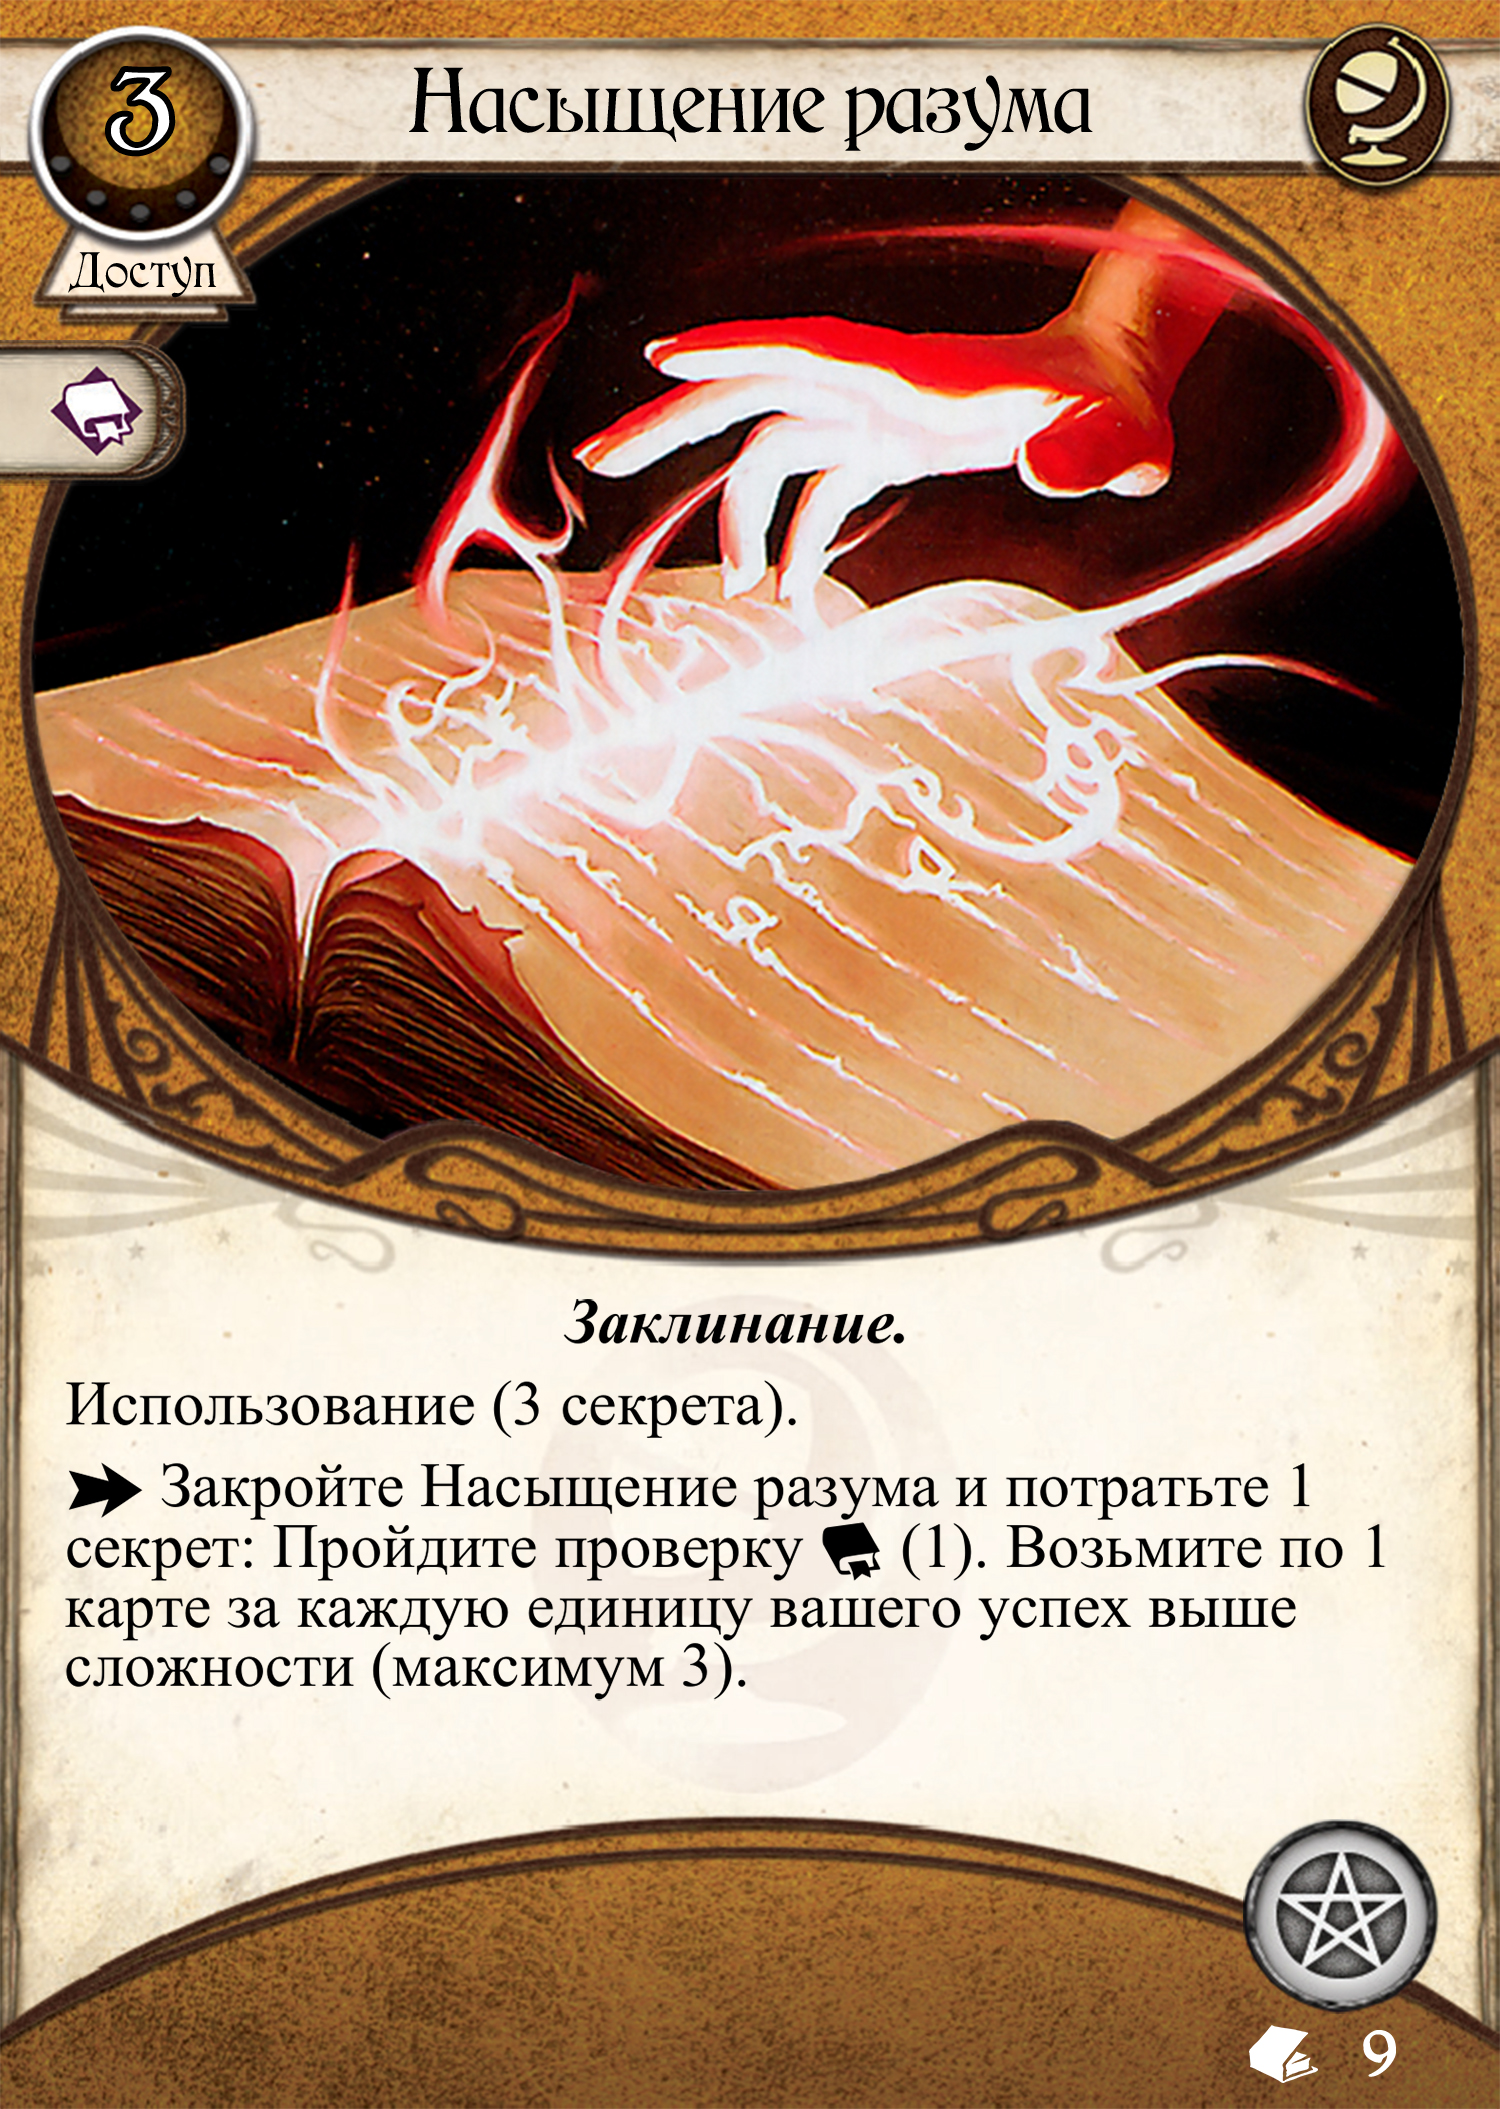 3
Насыщение разума
Доступ
Заклинание.
Использование (3 секрета).
Закройте Насыщение разума и потратьте 1
секрет: Пройдите проверку (1). Возьмите по 1
карте за каждую единицу вашего успех выше
сложности (максимум 3).
9